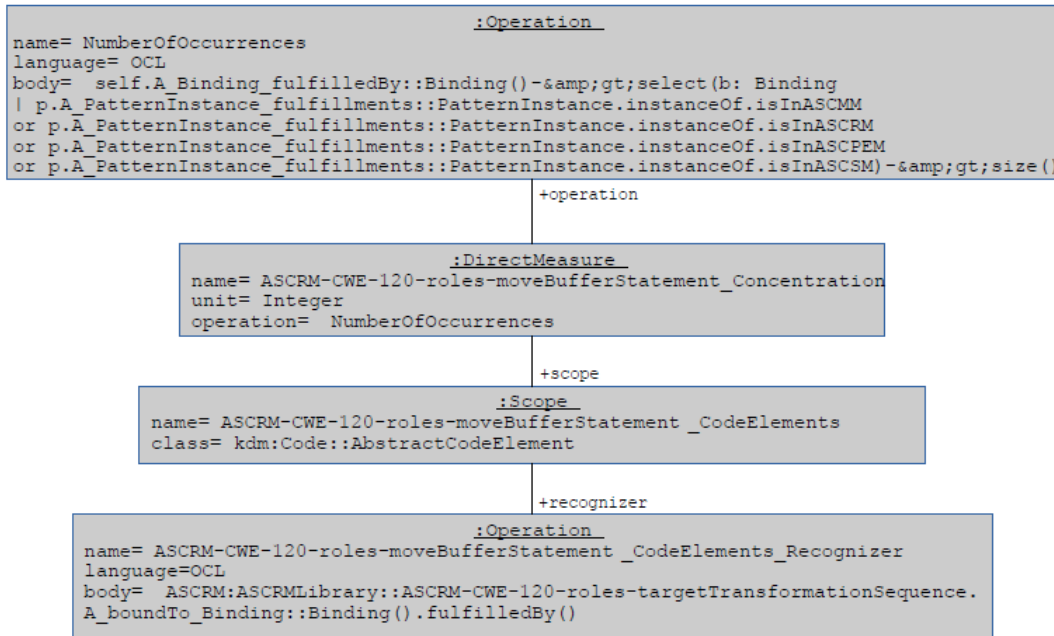 :Operation
name= NumberOfOccurrences
language= OCL
body=  self.A_Binding_fulfilledBy::Binding()-&amp;gt;select(b: Binding
| p.A_PatternInstance_fulfillments::PatternInstance.instanceOf.isInASCMM
or p.A_PatternInstance_fulfillments::PatternInstance.instanceOf.isInASCRM
or p.A_PatternInstance_fulfillments::PatternInstance.instanceOf.isInASCPEM
or p.A_PatternInstance_fulfillments::PatternInstance.instanceOf.isInASCSM)-&amp;gt;size()
+operation
:DirectMeasure
name= ASCRM-CWE-120-roles-moveBufferStatement_Concentration
unit= Integer
operation=  NumberOfOccurrences
+scope
:Scope
name= ASCRM-CWE-120-roles-moveBufferStatement _CodeElements
class= kdm:Code::AbstractCodeElement
+recognizer
:Operation
name= ASCRM-CWE-120-roles-moveBufferStatement _CodeElements_Recognizer
language=OCL
body=  ASCRM:ASCRMLibrary::ASCRM-CWE-120-roles-targetTransformationSequence.
A_boundTo_Binding::Binding().fulfilledBy()